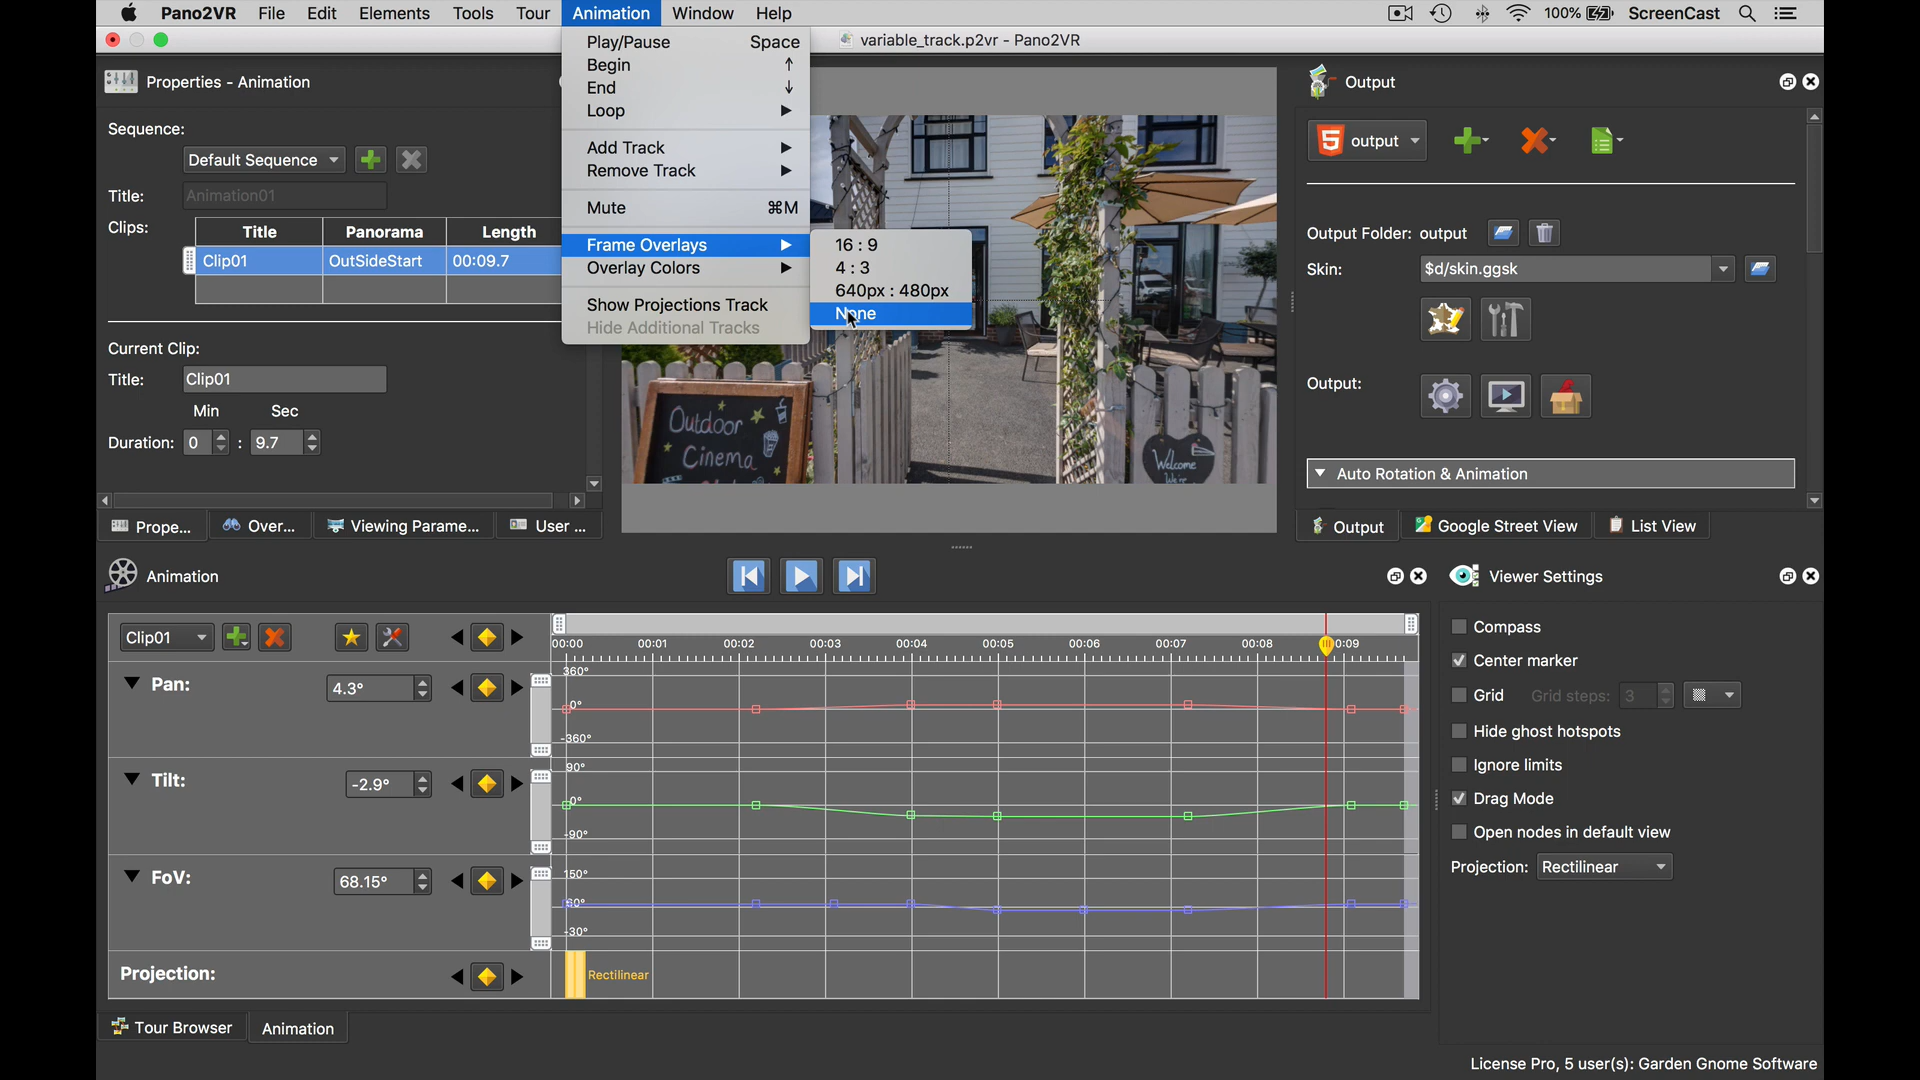 Pano2VR File Edit Elements Tools Tour Animation Window Help 100% ScreenCast
variable_track.p2vr - Pano2VR
Properties - Animation
Sequence:
Default Sequence
Title: Animation01
Clips:
Title Panorama Length
Clip01 OutSideStart 00:09.7
Current Clip:
Title: Clip01
Min Sec
Duration: 0 : 9.7
Prope... Over... Viewing Parame... User ...
Play/Pause Space
Begin ↑
End ↓
Loop
Add Track
Remove Track
Mute ⌘M
Frame Overlays
Overlay Colors
Show Projections Track
Hide Additional Tracks
16 : 9
4 : 3
640px : 480px
None
Outdoor
Cinema
Welcome
We're
Output
output
Output Folder: output
Skin: $d/skin.ggsk
Output:
Auto Rotation & Animation
Output Google Street View List View
Animation
Clip01
00:00 00:01 00:02 00:03 00:04 00:05 00:06 00:07 00:08 0:09
Pan: 4.3°
360°
0°
-360°
Tilt: -2.9°
90°
0°
-90°
FoV: 68.15°
150°
60°
-30°
Projection: Rectilinear
Tour Browser Animation
Viewer Settings
Compass
Center marker
Grid Grid steps: 3
Hide ghost hotspots
Ignore limits
Drag Mode
Open nodes in default view
Projection: Rectilinear
License Pro, 5 user(s): Garden Gnome Software